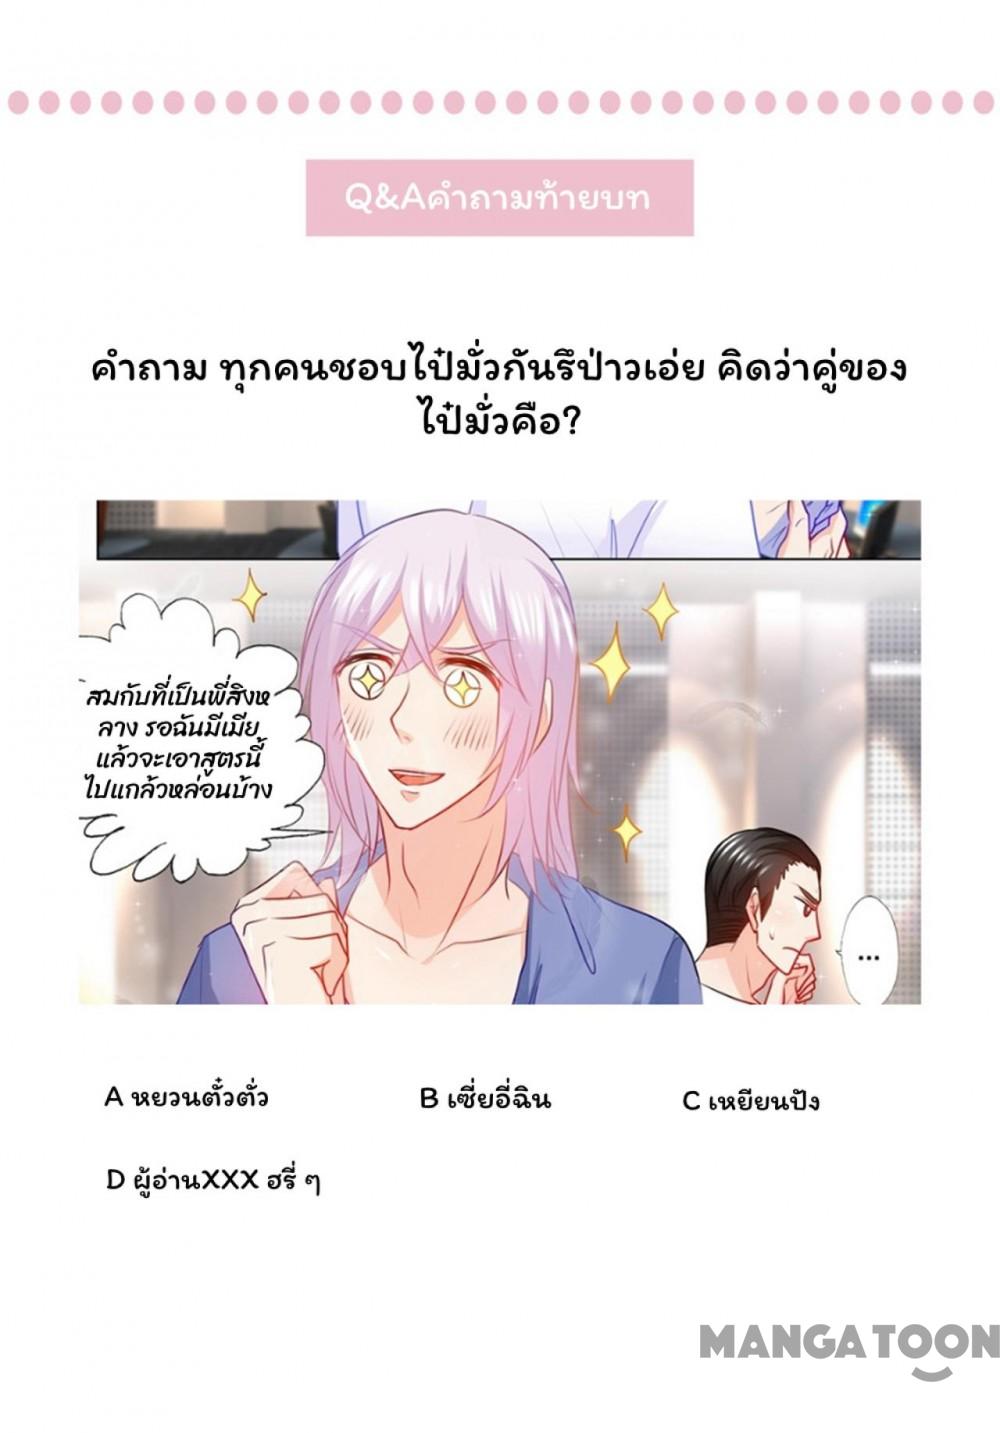 Q&Aคำถามท้ายบท
คำถาม ทุกคนชอบไป๋มั่วกันรึป่าวเอ่ย คิดว่าคู่ของ
ไป๋มั่วคือ?
สมกับที่เป็นพี่สิงห
ลาง รอฉันมีเมีย
แล้วจะเอาสูตรนี้
ไปแกล้วหล่อนบ้าง
...
A หยวนตั๋วตั่ว
B เซี่ยอี่ฉิน
C เหยียนปัง
D ผู้อ่านXXX ฮรี่ ๆ
MANGATOON